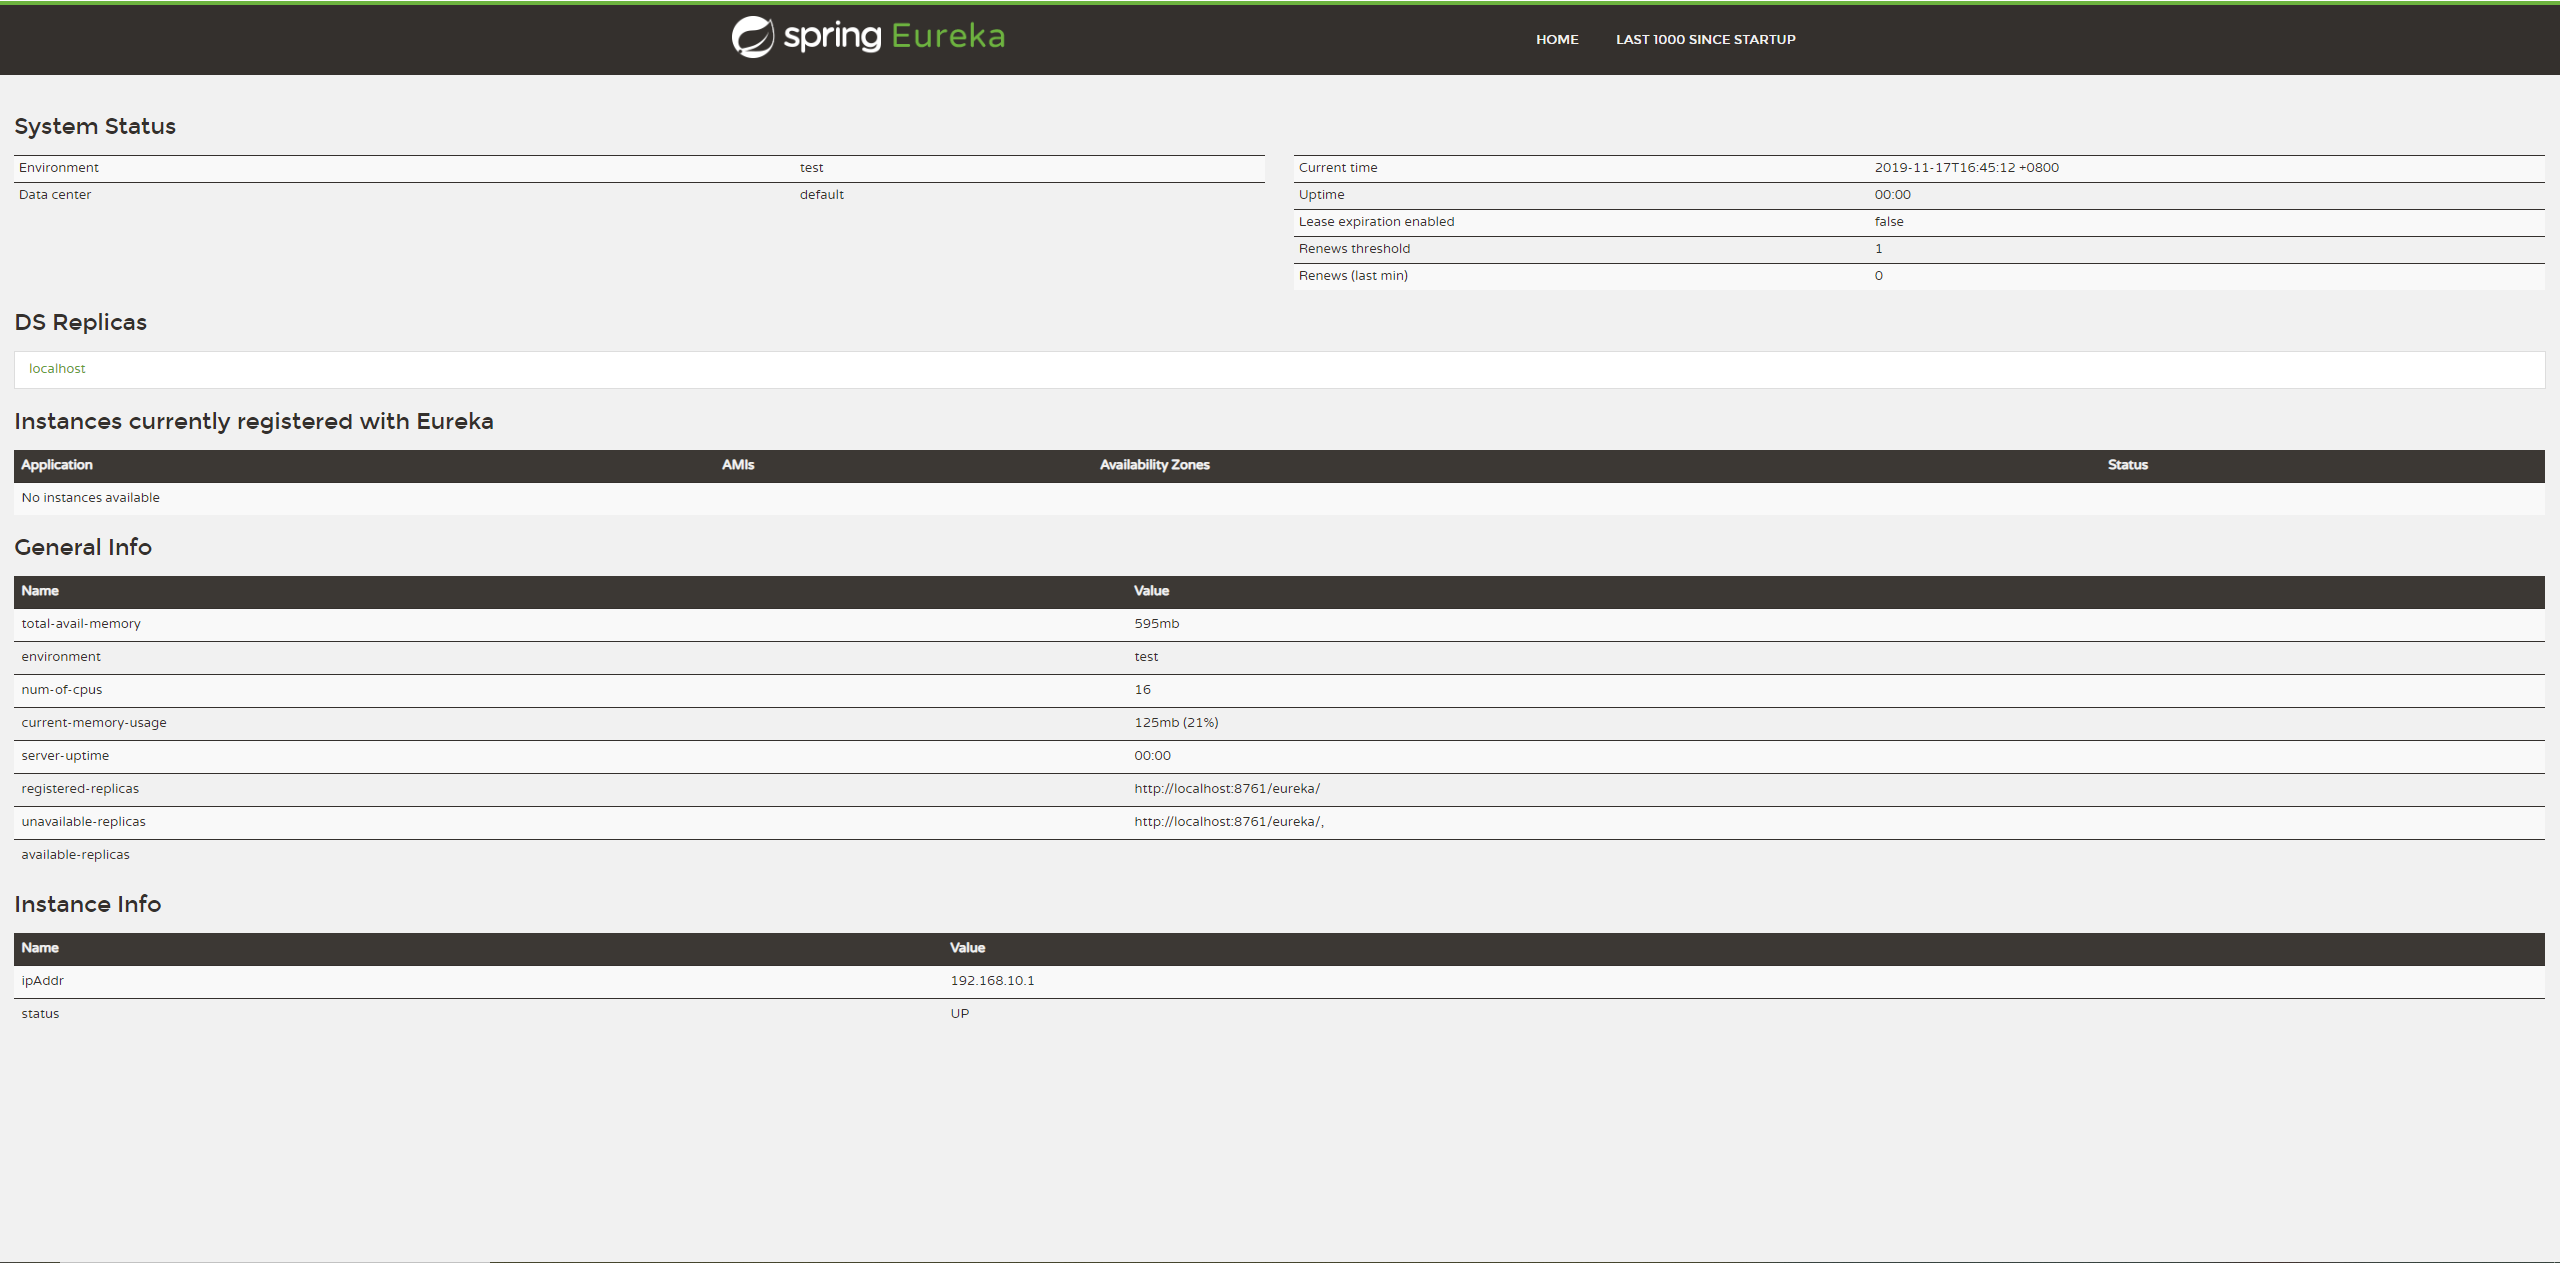 spring Eureka HOME LAST 1000 SINCE STARTUP
System Status
Environment test
Data center default
Current time 2019-11-17T16:45:12 +0800
Uptime 00:00
Lease expiration enabled false
Renews threshold 1
Renews (last min) 0
DS Replicas
localhost
Instances currently registered with Eureka
Application AMIs Availability Zones Status
No instances available
General Info
Name Value
total-avail-memory 595mb
environment test
num-of-cpus 16
current-memory-usage 125mb (21%)
server-uptime 00:00
registered-replicas http://localhost:8761/eureka/
unavailable-replicas http://localhost:8761/eureka/,
available-replicas
Instance Info
Name Value
ipAddr 192.168.10.1
status UP